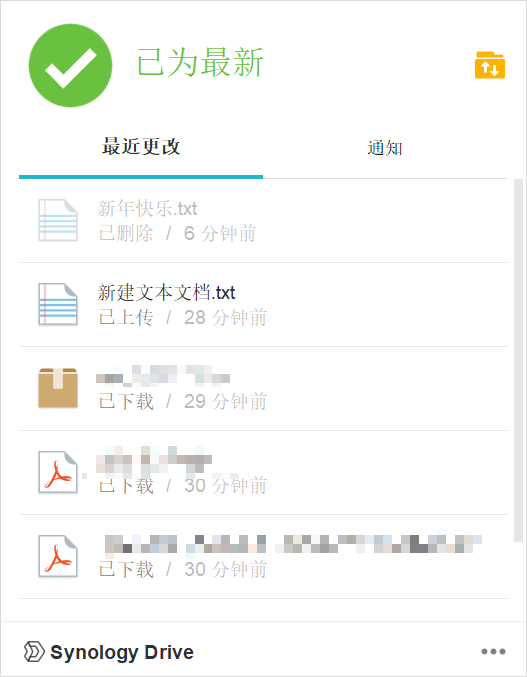 已为最新
最近更改
通知
新年快乐.txt
已删除 / 6 分钟前
新建文本文档.txt
已上传 / 28 分钟前
已下载 / 29 分钟前
已下载 / 30 分钟前
已下载 / 30 分钟前
Synology Drive